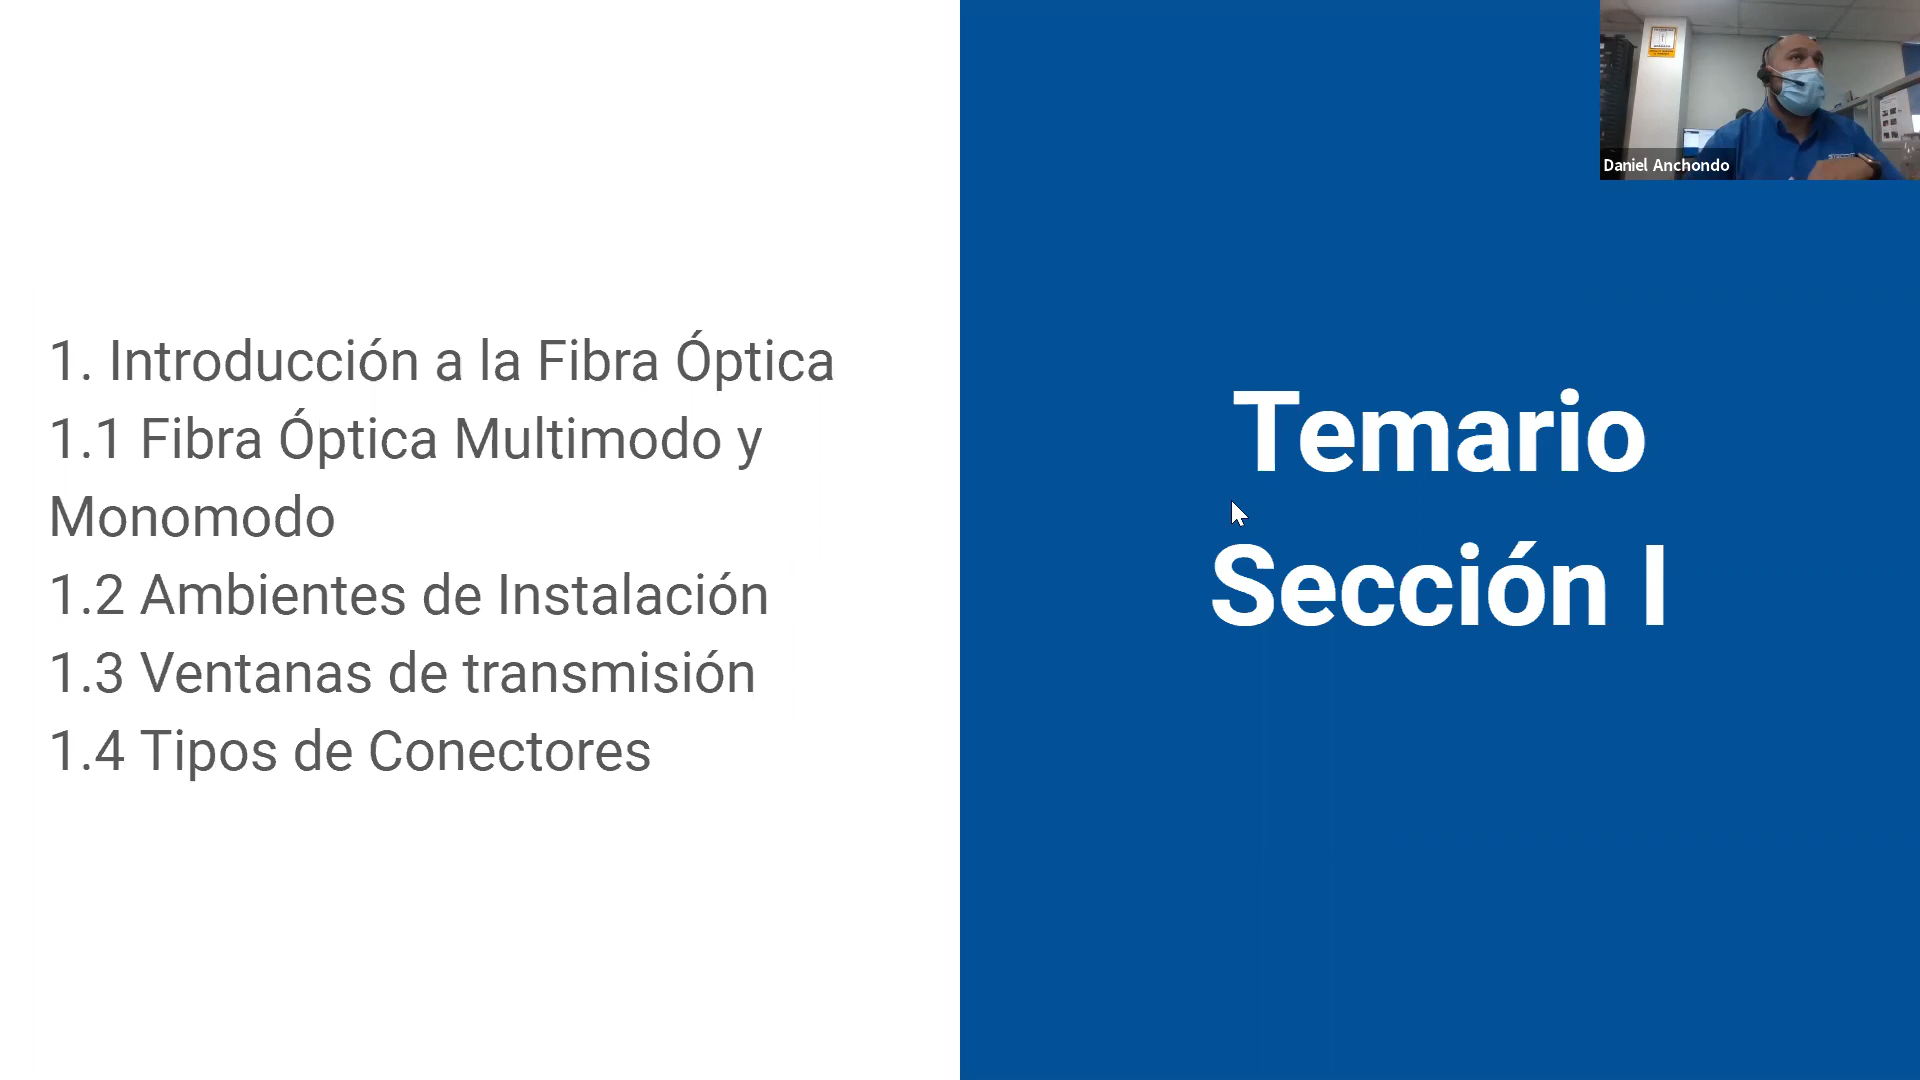 1. Introducción a la Fibra Óptica
1.1 Fibra Óptica Multimodo y
Monomodo
1.2 Ambientes de Instalación
1.3 Ventanas de transmisión
1.4 Tipos de Conectores
Temario
Sección I
Daniel Anchondo